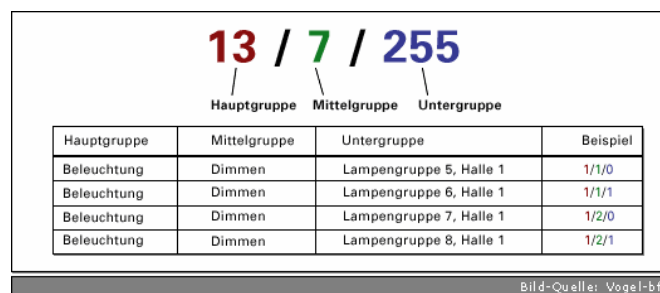 13 / 7 / 255
Hauptgruppe Mittelgruppe Untergruppe
Hauptgruppe Mittelgruppe Untergruppe Beispiel
Beleuchtung Dimmen Lampengruppe 5, Halle 1 1/1/0
Beleuchtung Dimmen Lampengruppe 6, Halle 1 1/1/1
Beleuchtung Dimmen Lampengruppe 7, Halle 1 1/2/0
Beleuchtung Dimmen Lampengruppe 8, Halle 1 1/2/1
Bild-Quelle: